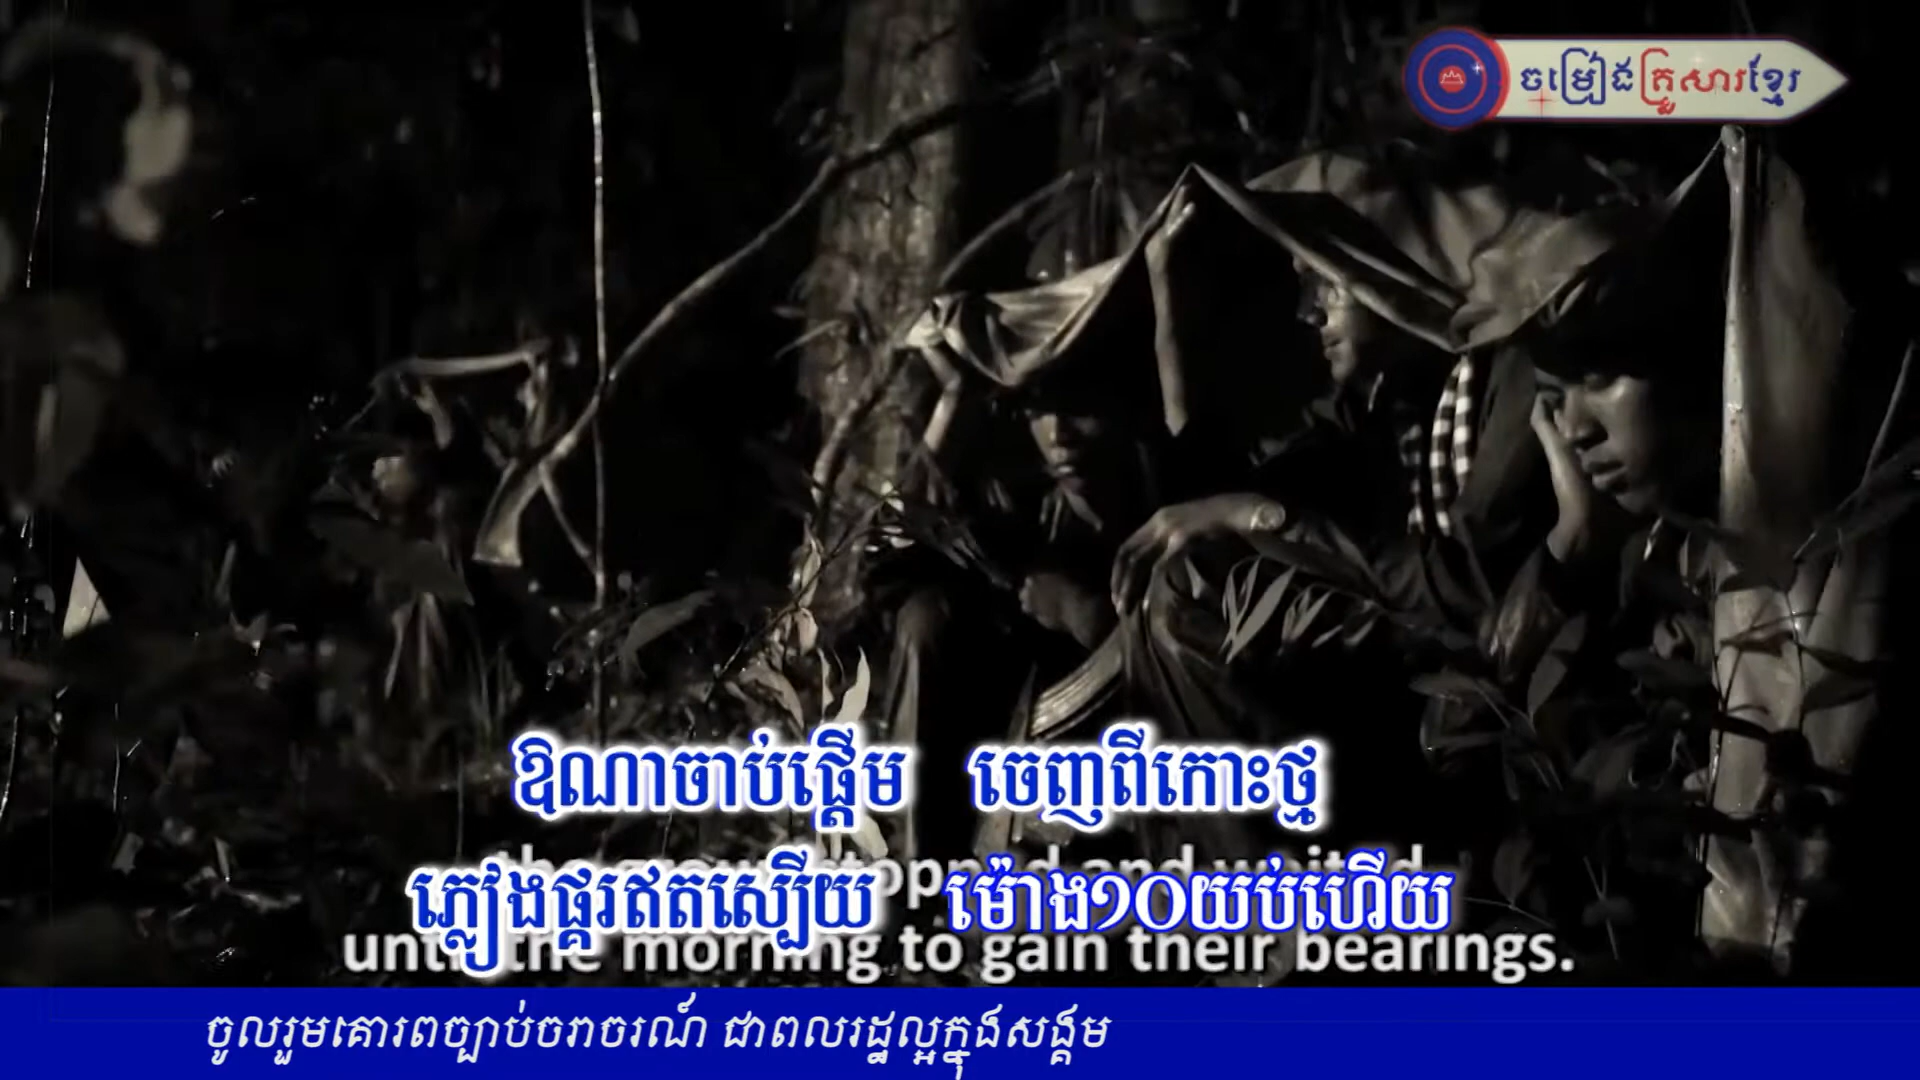 ចម្រៀងគ្រួសារខ្មែរ
ឱណាចាប់ផ្ដើម ចេញពីកោះថ្ម
ភ្លៀងផ្គរឥតស្បើយ ម៉ោង១០យប់ហើយ
stopped and waited
until the morning to gain their bearings.
ចូលរួមគោរពច្បាប់ចរាចរណ៍ ជាពលរដ្ឋល្អក្នុងសង្គម